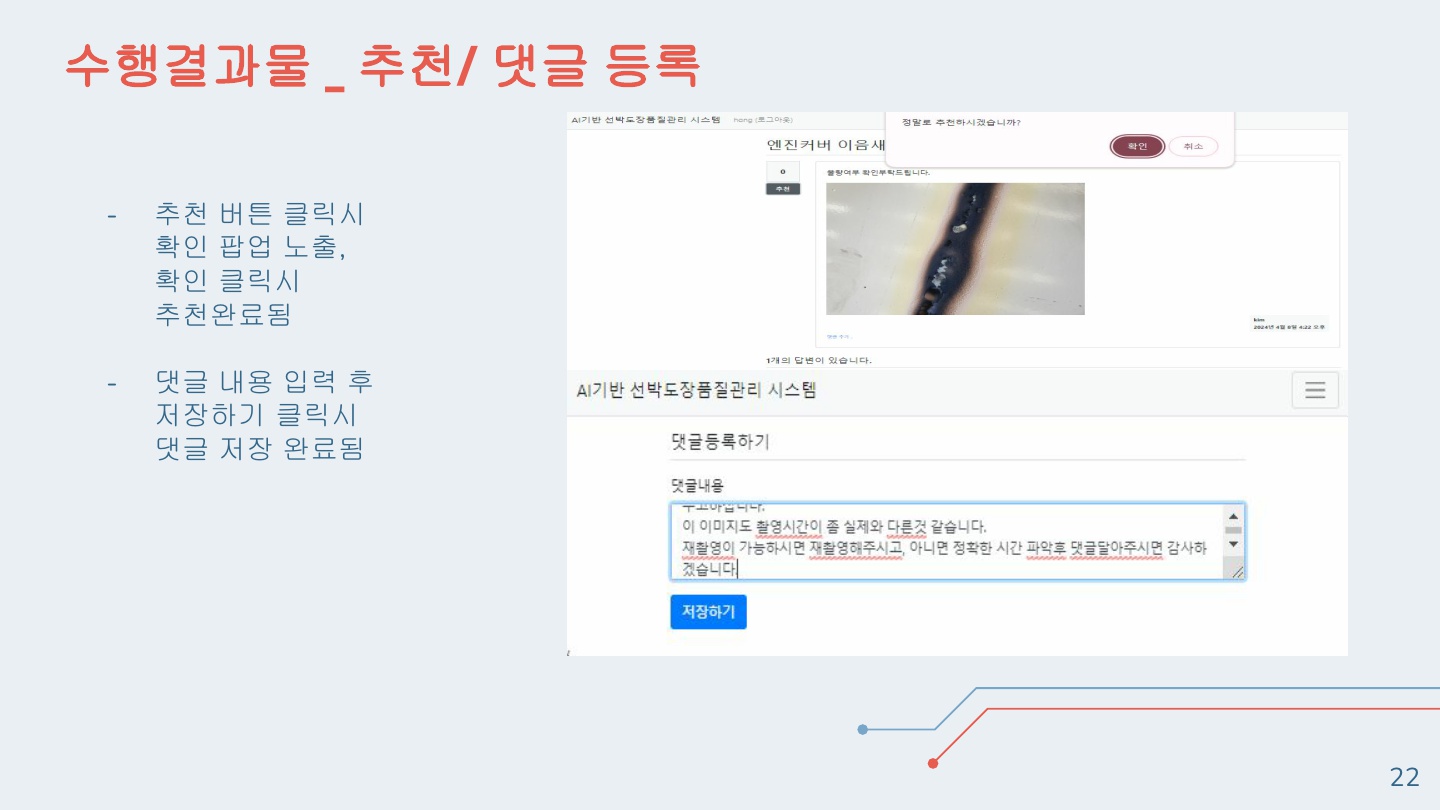 수행결과물 _ 추천/ 댓글 등록
- 추천 버튼 클릭시
확인 팝업 노출,
확인 클릭시
추천완료됨
- 댓글 내용 입력 후
저장하기 클릭시
댓글 저장 완료됨
AI기반 선박도장품질관리 시스템 hong (로그아웃)
정말로 추천하시겠습니까?
확인 취소
엔진커버 이음새
0
추천
불량여부 확인부탁드립니다.
kim
2024년 4월 8일 4:22 오후
1개의 답변이 있습니다.
AI기반 선박도장품질관리 시스템
댓글등록하기
댓글내용
이 이미지도 촬영시간이 좀 실제와 다른것 같습니다.
재촬영이 가능하시면 재촬영해주시고, 아니면 정확한 시간 파악후 댓글달아주시면 감사하
겠습니다.
저장하기
22